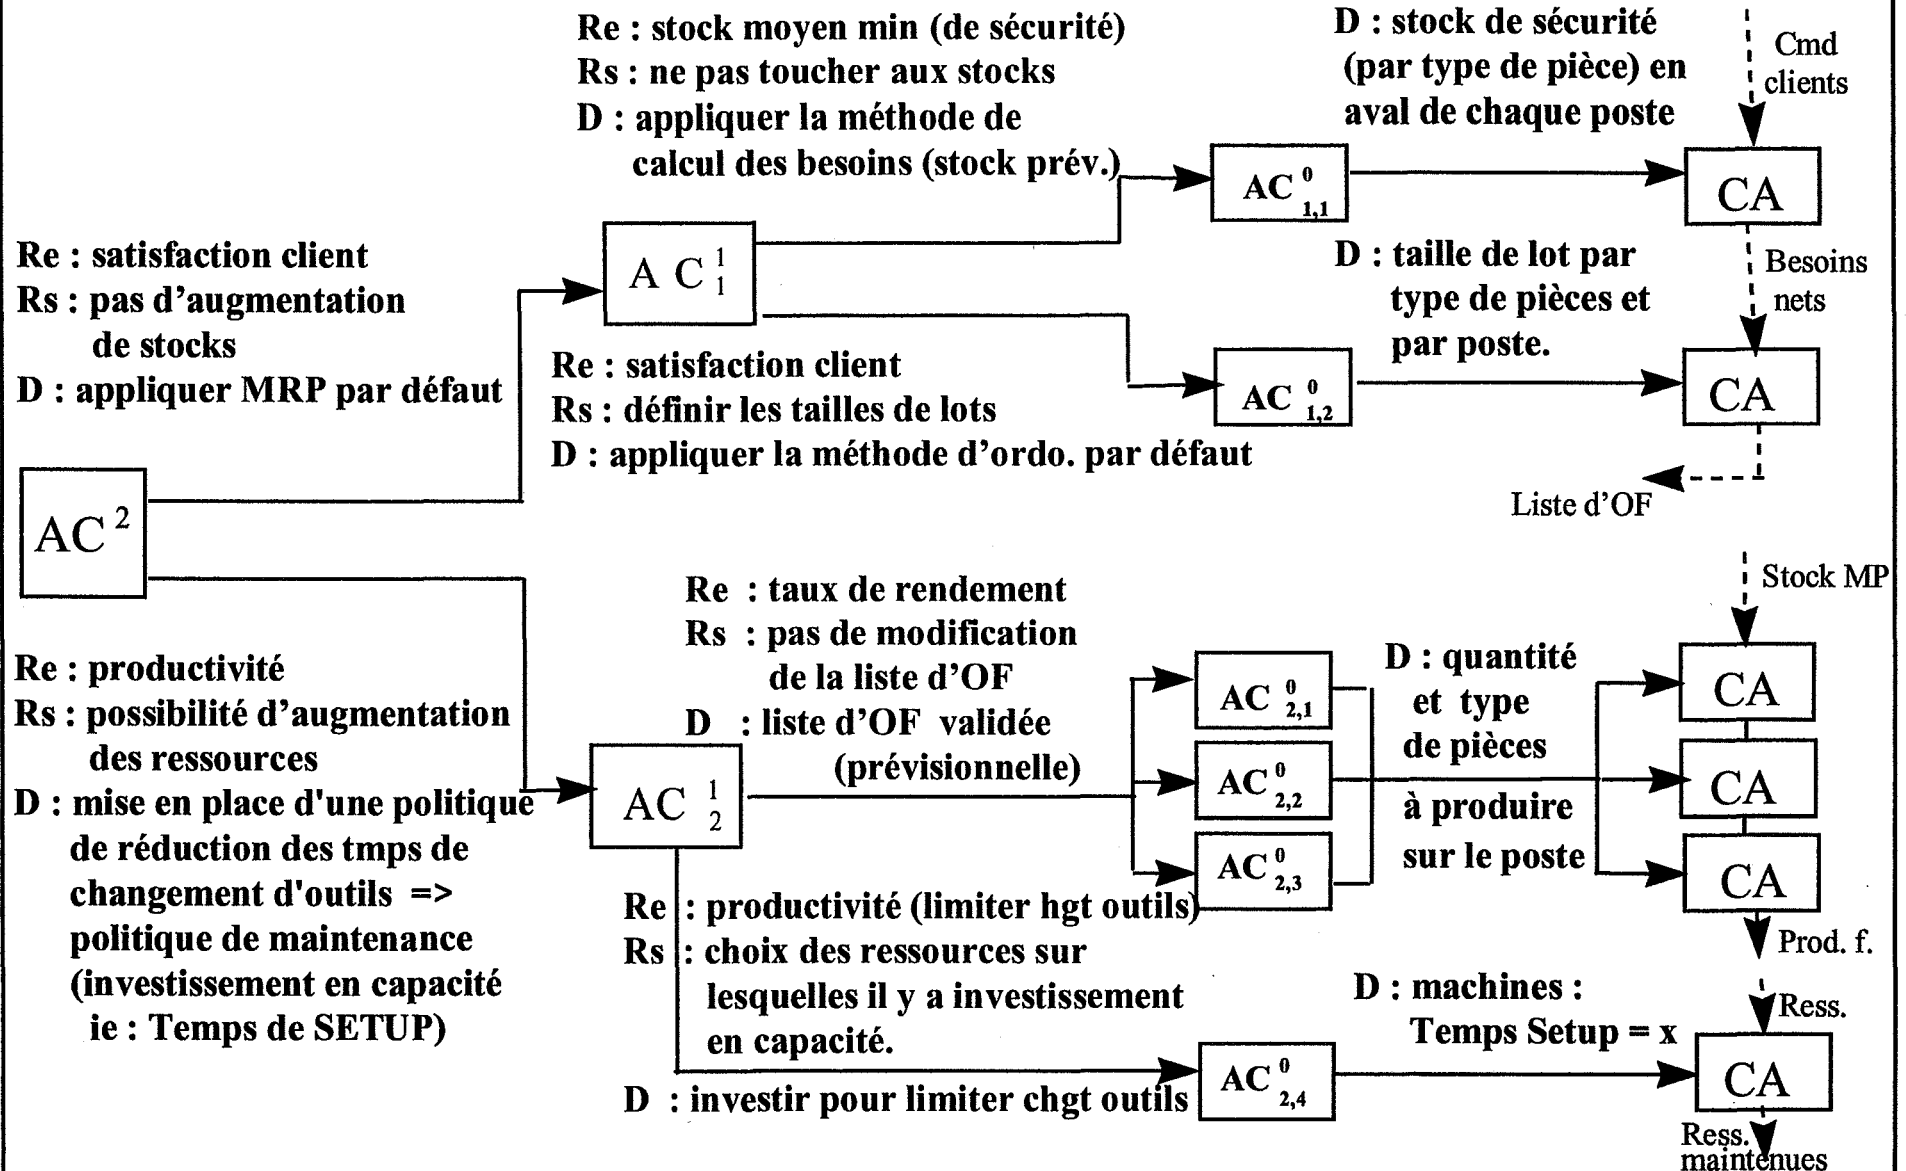 Re : stock moyen min (de sécurité)
Rs : ne pas toucher aux stocks
D : appliquer la méthode de
calcul des besoins (stock prév.)
D : stock de sécurité
(par type de pièce) en
aval de chaque poste
Cmd
clients
AC 0 1,1
CA
Re : satisfaction client
Rs : pas d’augmentation
de stocks
D : appliquer MRP par défaut
A C 1 1
D : taille de lot par
type de pièces et
par poste.
Besoins
nets
Re : satisfaction client
Rs : définir les tailles de lots
D : appliquer la méthode d’ordo. par défaut
AC 0 1,2
CA
Liste d’OF
AC 2
Re : taux de rendement
Rs : pas de modification
de la liste d’OF
D : liste d’OF validée
(prévisionnelle)
Stock MP
Re : productivité
Rs : possibilité d’augmentation
des ressources
D : mise en place d'une politique
de réduction des tmps de
changement d'outils =>
politique de maintenance
(investissement en capacité
ie : Temps de SETUP)
AC 1 2
AC 0 2,1
AC 0 2,2
AC 0 2,3
D : quantité
et type
de pièces
à produire
sur le poste
CA
CA
CA
Prod. f.
Re : productivité (limiter hgt outils)
Rs : choix des ressources sur
lesquelles il y a investissement
en capacité.
D : investir pour limiter chgt outils
AC 0 2,4
D : machines :
Temps Setup = x
Ress.
CA
Ress.
maintenues